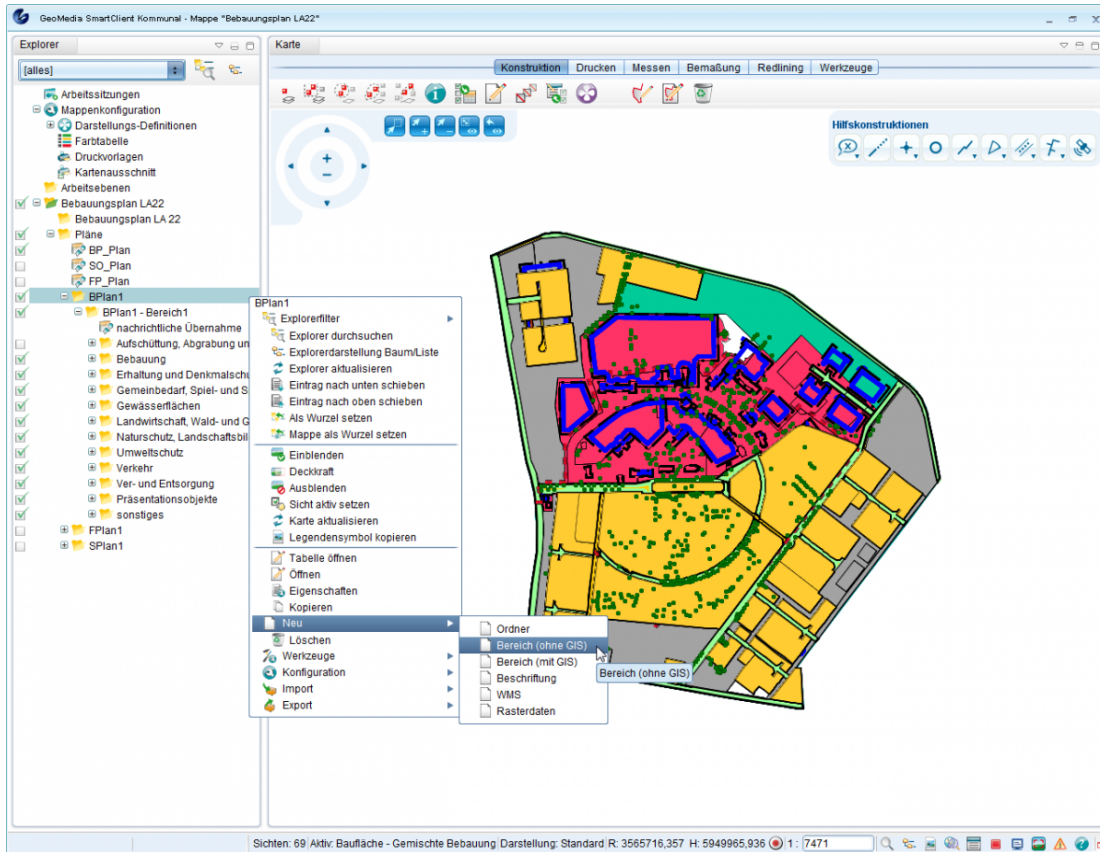 GeoMedia SmartClient Kommunal - Mappe "Bebauungsplan LA22"
Explorer
[alles]
Arbeitssitzungen
Mappenkonfiguration
Darstellungs-Definitionen
Farbtabelle
Druckvorlagen
Kartenausschnitt
Arbeitsebenen
Bebauungsplan LA22
Bebauungsplan LA 22
Pläne
BP_Plan
SO_Plan
FP_Plan
BPlan1
BPlan1 - Bereich1
nachrichtliche Übernahme
Aufschüttung, Abgrabung un
Bebauung
Erhaltung und Denkmalschu
Gemeinbedarf, Spiel- und S
Gewässerflächen
Landwirtschaft, Wald- und G
Naturschutz, Landschaftsbil
Umweltschutz
Verkehr
Ver- und Entsorgung
Präsentationsobjekte
sonstiges
FPlan1
SPlan1
Karte
Konstruktion Drucken Messen Bemaßung Redlining Werkzeuge
Hilfskonstruktionen
BPlan1
Explorerfilter
Explorer durchsuchen
Explorerdarstellung Baum/Liste
Explorer aktualisieren
Eintrag nach unten schieben
Eintrag nach oben schieben
Als Wurzel setzen
Mappe als Wurzel setzen
Einblenden
Deckkraft
Ausblenden
Sicht aktiv setzen
Karte aktualisieren
Legendensymbol kopieren
Tabelle öffnen
Öffnen
Eigenschaften
Kopieren
Neu
Löschen
Werkzeuge
Konfiguration
Import
Export
Ordner
Bereich (ohne GIS)
Bereich (mit GIS)
Beschriftung
WMS
Rasterdaten
Bereich (ohne GIS)
Sichten: 69 Aktiv: Baufläche - Gemischte Bebauung Darstellung: Standard R: 3565716,357 H: 5949965,936 1 : 7471